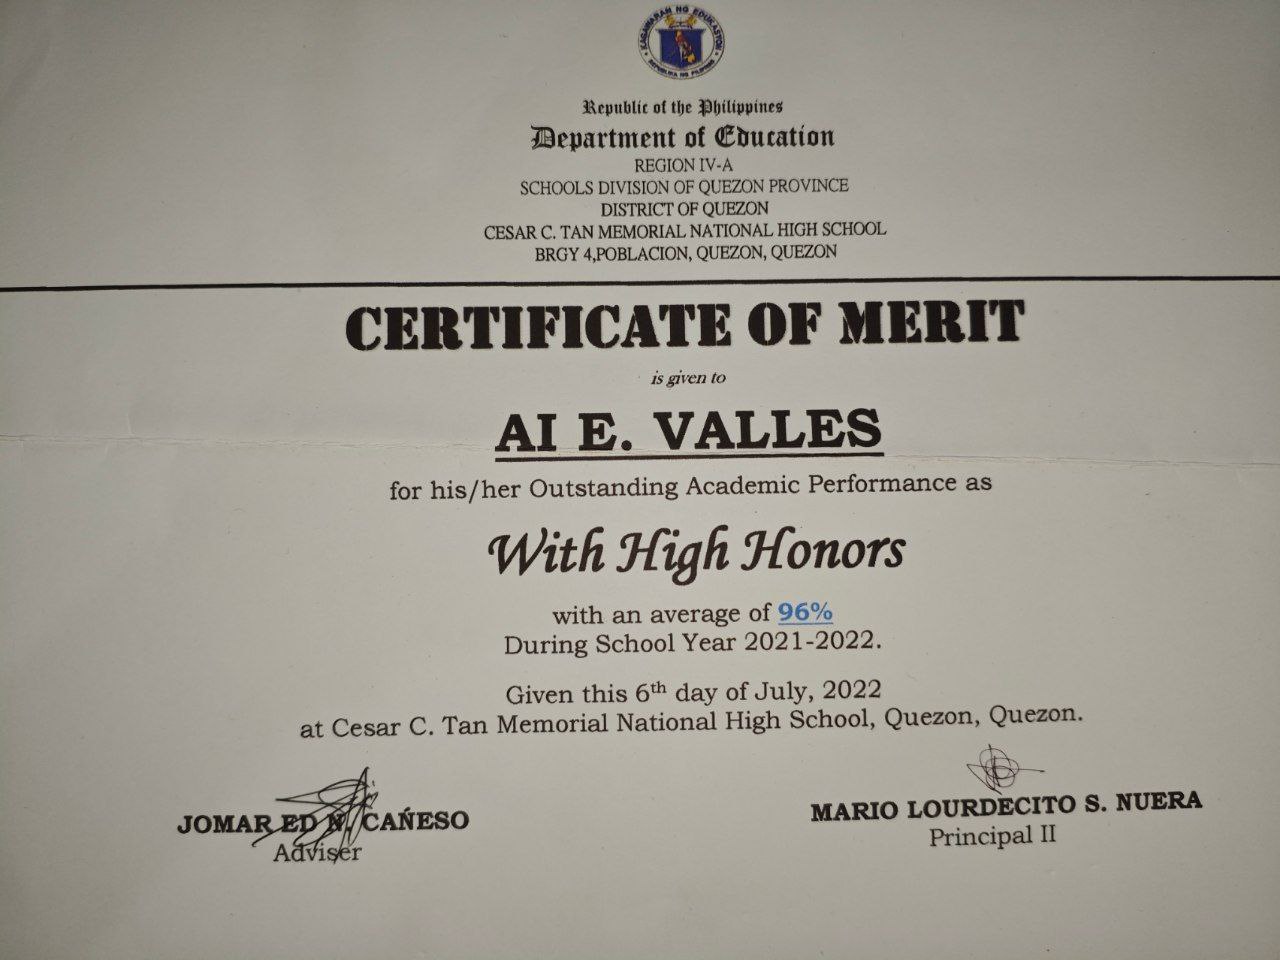 KAGAWARAN NG EDUKASYON
REPUBLIKA NG PILIPINAS
Republic of the Philippines
Department of Education
REGION IV-A
SCHOOLS DIVISION OF QUEZON PROVINCE
DISTRICT OF QUEZON
CESAR C. TAN MEMORIAL NATIONAL HIGH SCHOOL
BRGY 4,POBLACION, QUEZON, QUEZON
CERTIFICATE OF MERIT
is given to
AI E. VALLES
for his/her Outstanding Academic Performance as
With High Honors
with an average of 96%
During School Year 2021-2022.
Given this 6th day of July, 2022
at Cesar C. Tan Memorial National High School, Quezon, Quezon.
JOMAR ED N. CAŃESO
Adviser
MARIO LOURDECITO S. NUERA
Principal II